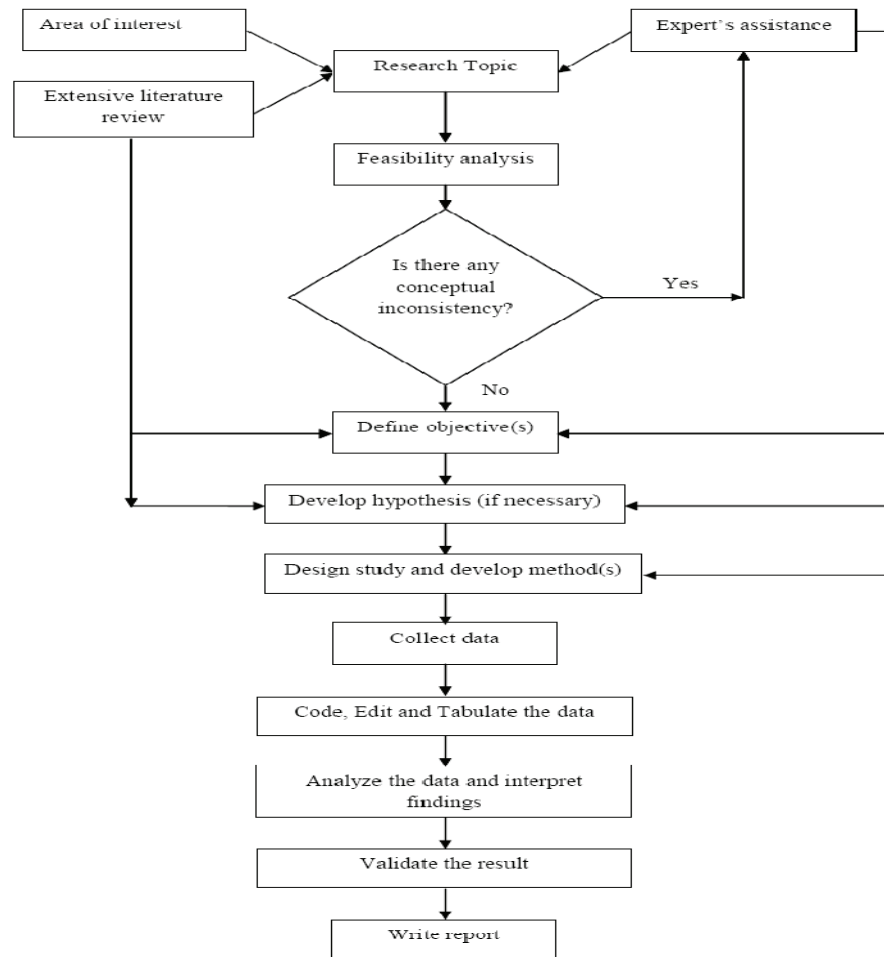 Area of interest
Expert's assistance
Research Topic
Extensive literature
review
Feasibility analysis
Is there any
conceptual
inconsistency?
Yes
No
Define objective(s)
Develop hypothesis (if necessary)
Design study and develop method(s)
Collect data
Code, Edit and Tabulate the data
Analyze the data and interpret
findings
Validate the result
Write report